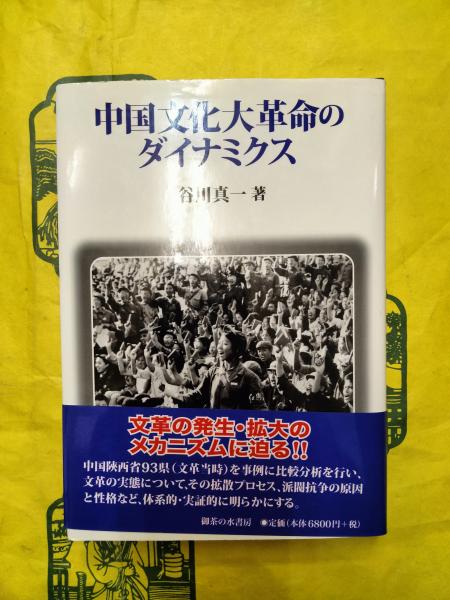 中国文化大革命の
ダイナミクス
谷川真一 著
文革の発生・拡大の
メカニズムに迫る!!
中国陝西省93県(文革当時)を事例に比較分析を行い、
文革の実態について、その拡散プロセス、派閥抗争の原因
と性格など、体系的・実証的に明らかにする。
御茶の水書房 ●定価(本体6800円+税)